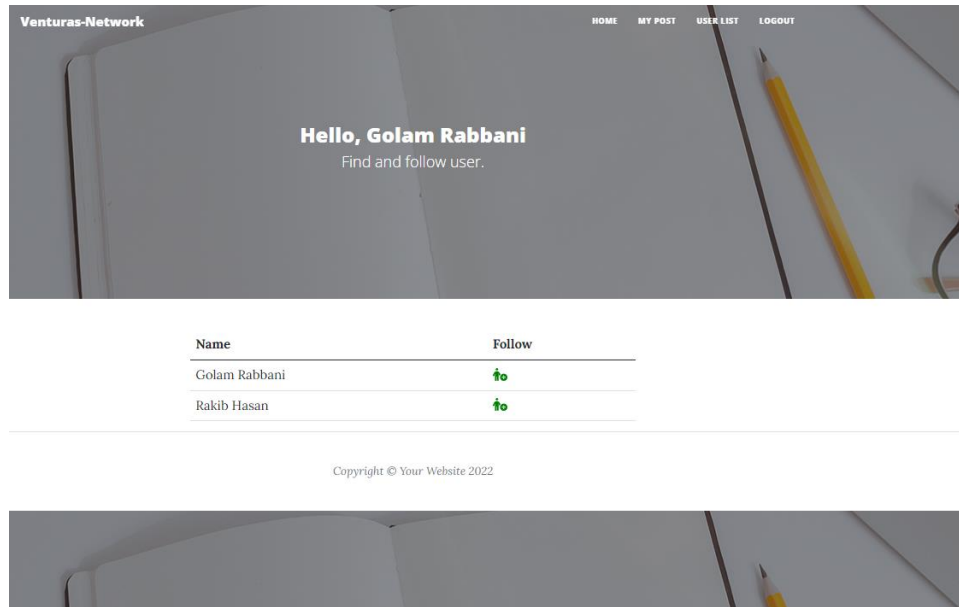 Venturas-Network
HOME MY POST USER LIST LOGOUT
Hello, Golam Rabbani
Find and follow user.
Name Follow
Golam Rabbani
Rakib Hasan
Copyright © Your Website 2022